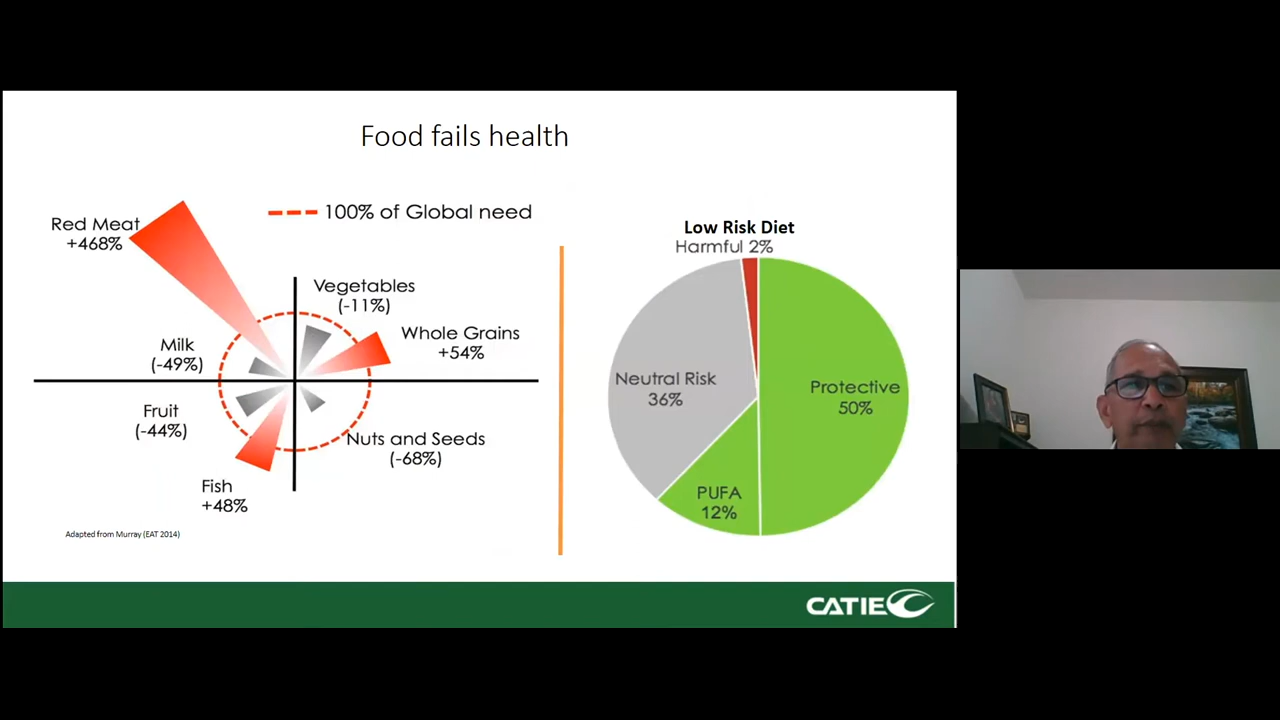 Food fails health
Red Meat
+468%
100% of Global need
Vegetables
(-11%)
Whole Grains
+54%
Milk
(-49%)
Fruit
(-44%)
Nuts and Seeds
(-68%)
Fish
+48%
Adapted from Murray (EAT 2014)
Low Risk Diet
Harmful 2%
Neutral Risk
36%
Protective
50%
PUFA
12%
CATIE